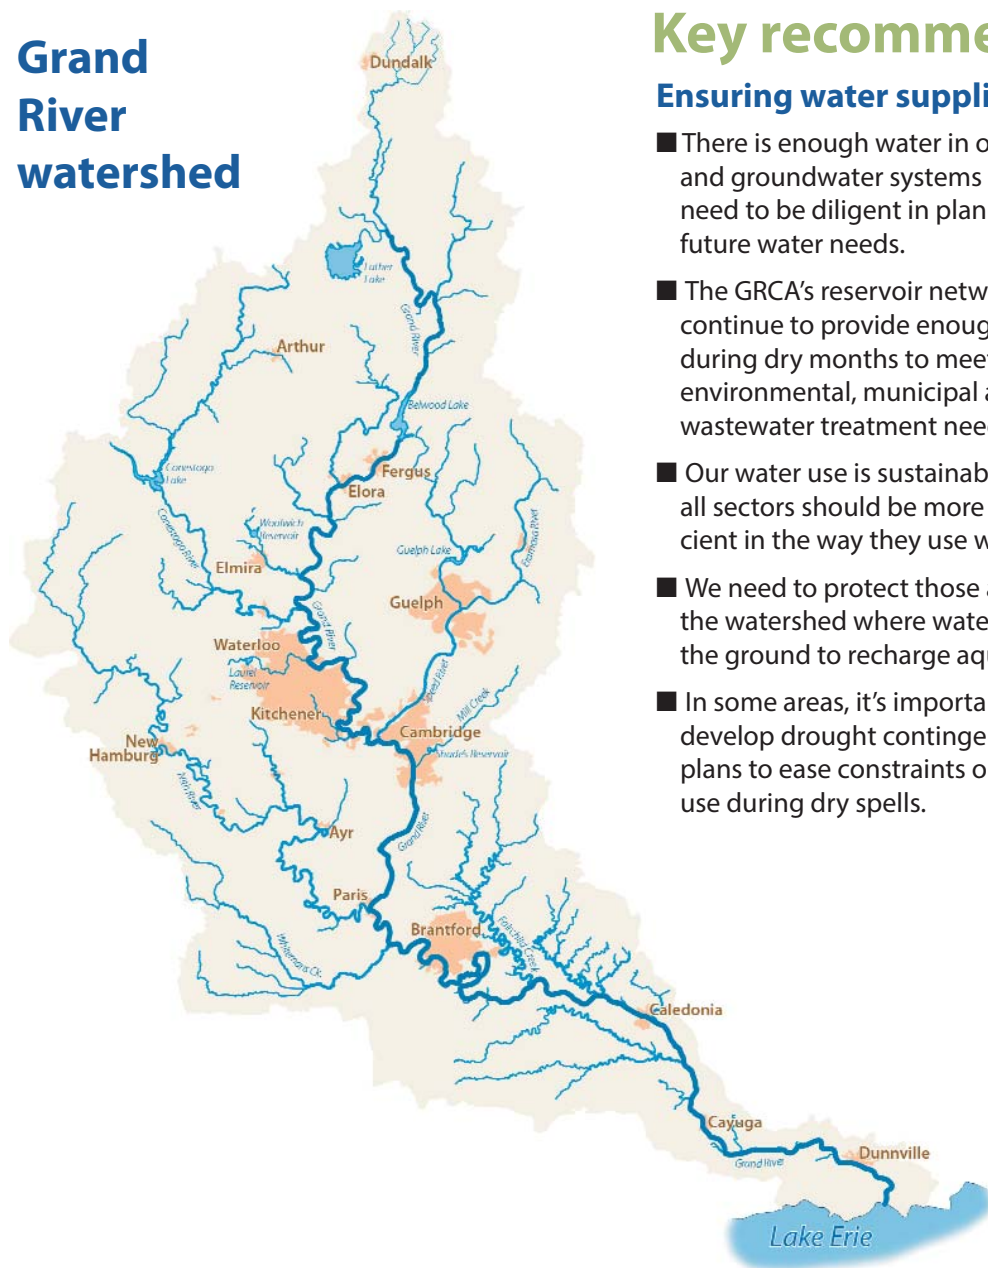 Grand
River
watershed
Key recomme
Ensuring water suppli
■ There is enough water in o
and groundwater systems
need to be diligent in plan
future water needs.
■ The GRCA's reservoir netw
continue to provide enoug
during dry months to meet
environmental, municipal a
wastewater treatment nee
■ Our water use is sustainab
all sectors should be more
cient in the way they use w
■ We need to protect those a
the watershed where water
the ground to recharge aqu
■ In some areas, it's importa
develop drought continge
plans to ease constraints o
use during dry spells.
Dundalk
Luther
Lake
Grand River
Arthur
Belwood Lake
Fergus
Elora
Conestogo
Lake
Conestogo River
Woolwich
Reservoir
Elmira
Guelph Lake
Eramosa River
Guelph
Grand River
Waterloo
Laurel
Reservoir
Kitchener
Speed River
Mill Creek
Cambridge
Shade's Reservoir
New
Hamburg
Nith River
Ayr
Grand River
Paris
Brantford
Fairchild Creek
Whitemans Ck.
Caledonia
Cayuga
Grand River
Dunnville
Lake Erie